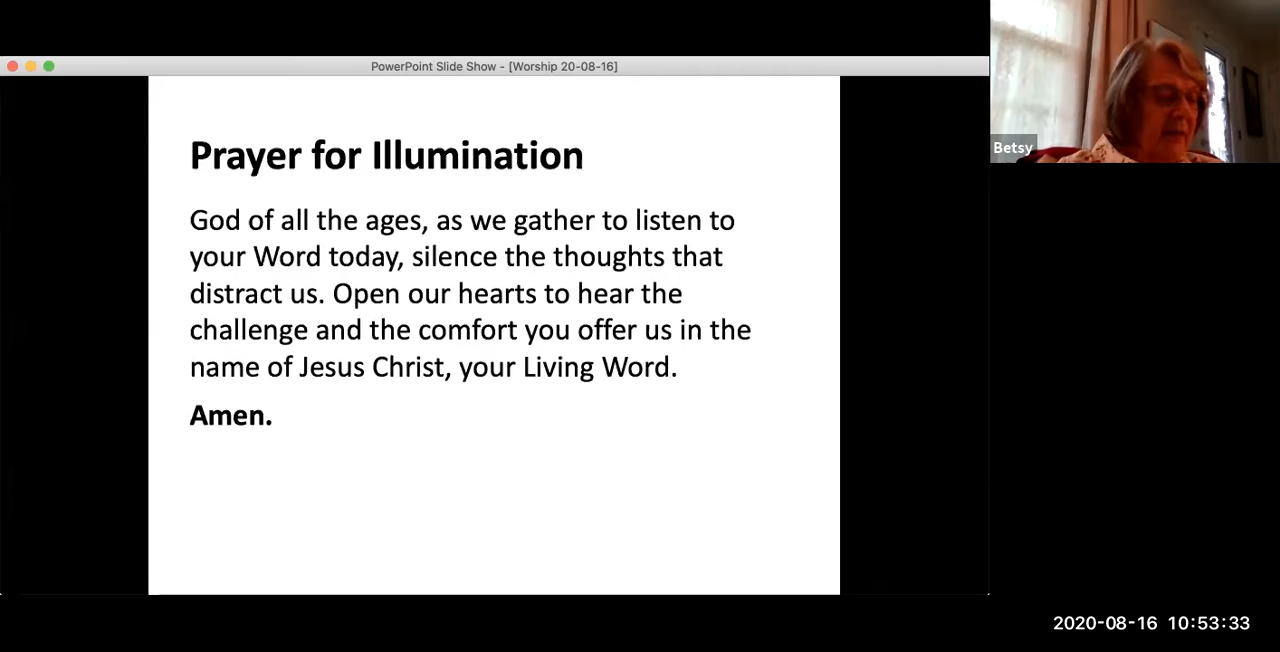 PowerPoint Slide Show - [Worship 20-08-16]
Prayer for Illumination
God of all the ages, as we gather to listen to
your Word today, silence the thoughts that
distract us. Open our hearts to hear the
challenge and the comfort you offer us in the
name of Jesus Christ, your Living Word.
Amen.
Betsy
2020-08-16 10:53:33